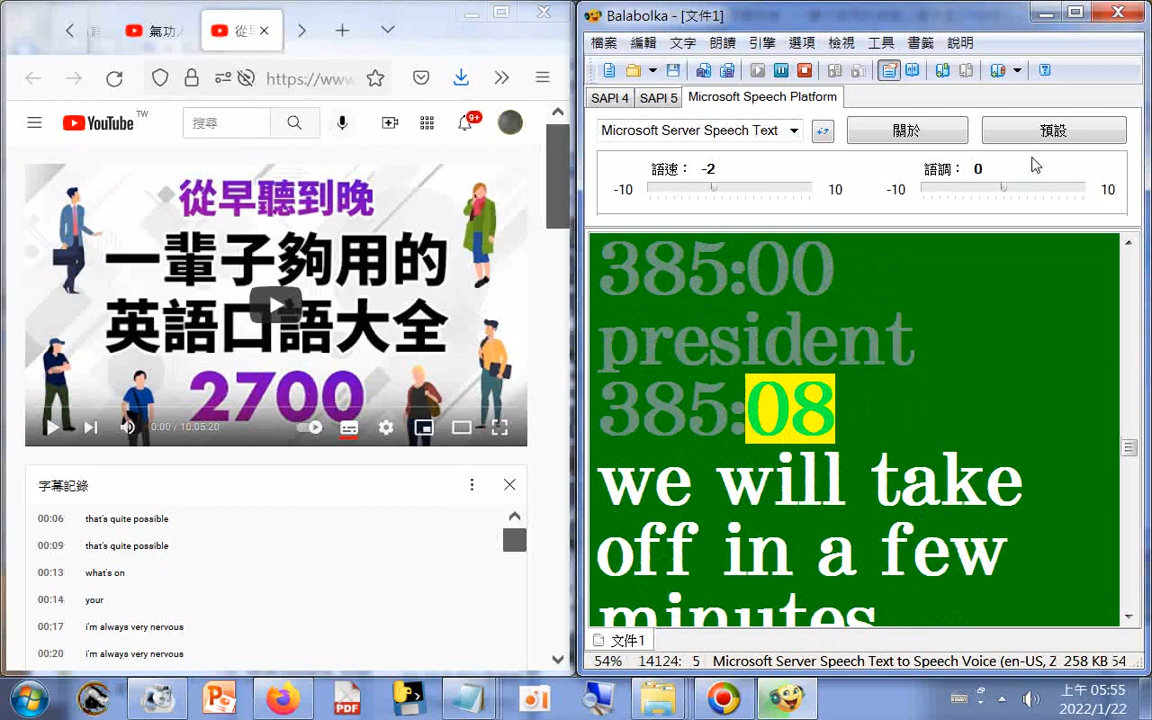 從
https://www
YouTube TW
搜尋
9+
從早聽到晚
一輩子夠用的
英語口語大全
2700
0:00 / 10:05:20
字幕記錄
00:06 that's quite possible
00:09 that's quite possible
00:13 what's on
00:14 your
00:17 i'm always very nervous
00:20 i'm always very nervous
Balabolka - [文件1]
檔案 編輯 文字 朗讀 引擎 選項 檢視 工具 書籤 說明
SAPI 4 SAPI 5 Microsoft Speech Platform
Microsoft Server Speech Text 關於 預設
語速： -2 語調： 0
-10 10 -10 10
385:00
president
385:08
we will take
off in a few
minutes
文件1
54% 14124: 5 Microsoft Server Speech Text to Speech Voice (en-US, Z 258 KB 54
PDF
上午 05:55
2022/1/22